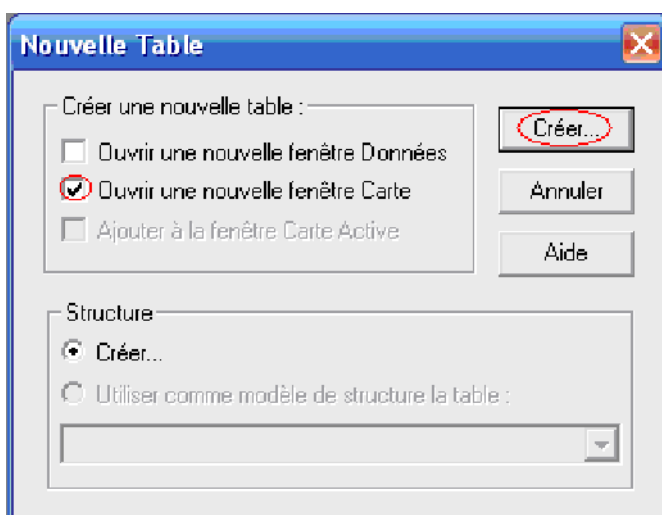 Nouvelle Table
Créer une nouvelle table :
Ouvrir une nouvelle fenêtre Données
Ouvrir une nouvelle fenêtre Carte
Ajouter à la fenêtre Carte Active
Créer...
Annuler
Aide
Structure
Créer...
Utiliser comme modèle de structure la table :